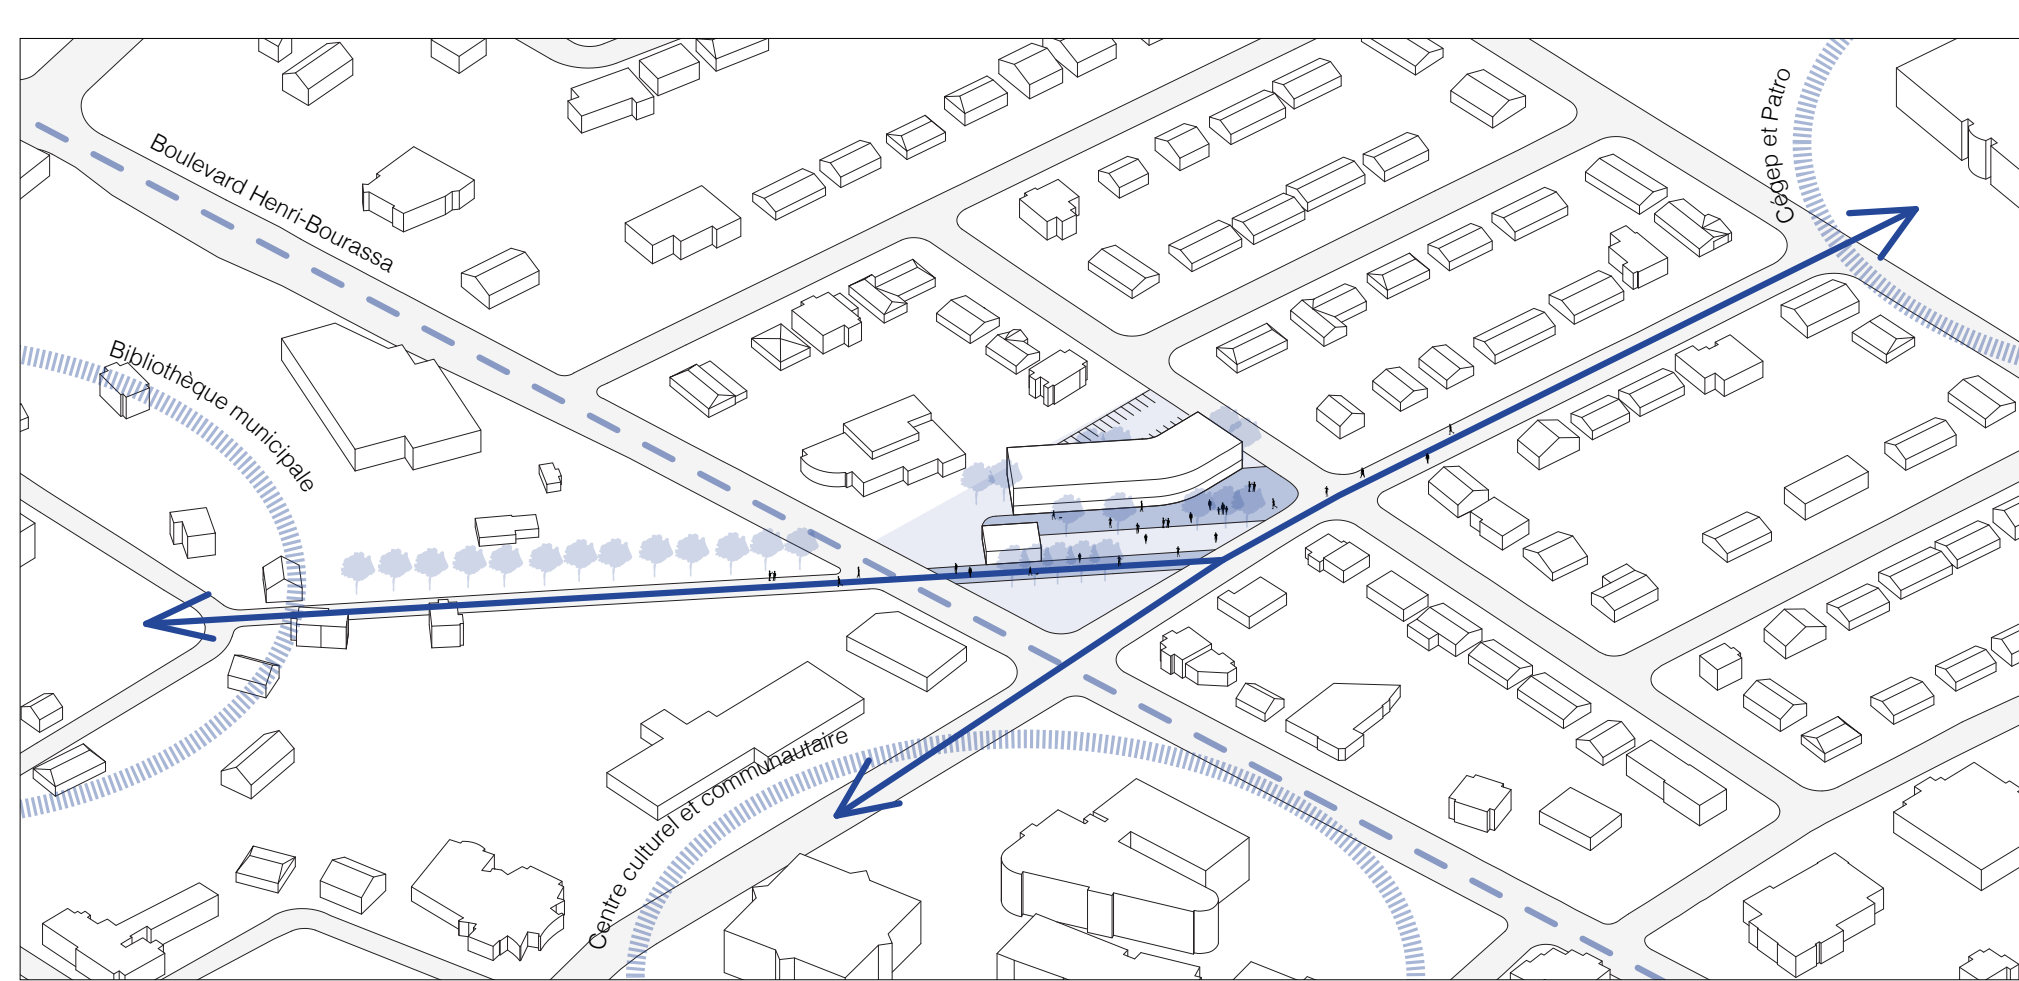 Boulevard Henri-Bourassa
Cégep et Patro
Bibliothèque municipale
Centre culturel et communautaire